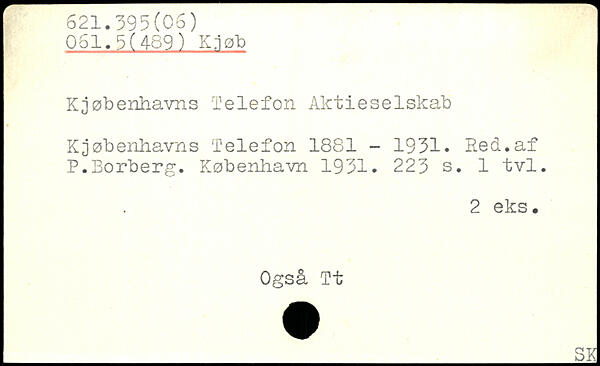 621.395(06)
061.5(489) Kjøb
Kjøbenhavns Telefon Aktieselskab
Kjøbenhavns Telefon 1881 - 1931. Red.af
P.Borberg. København 1931. 223 s. 1 tvl.
2 eks.
Også Tt
SK